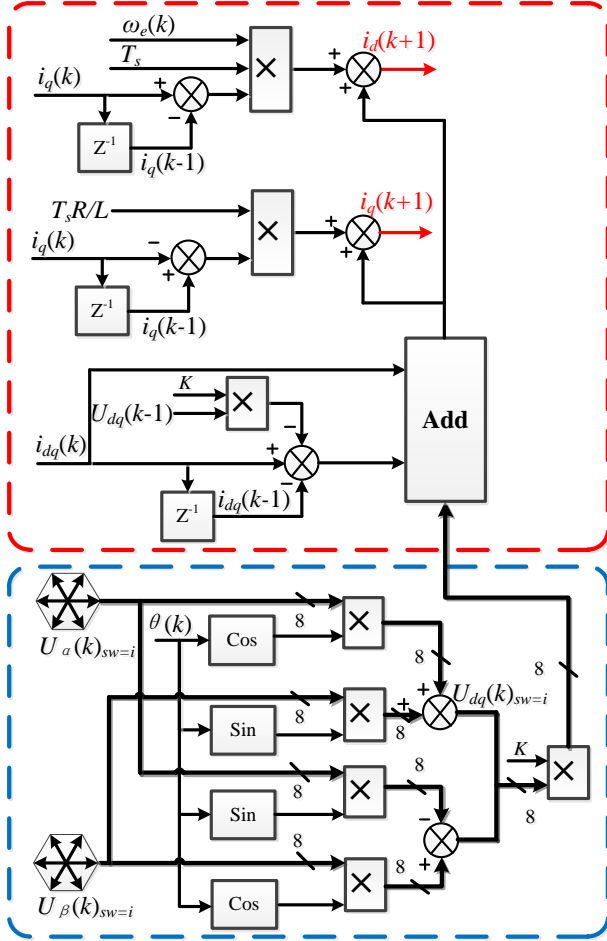 ω_e(k)
T_s
i_q(k)
×
+
−
+
+
i_d(k+1)
Z⁻¹
i_q(k-1)
T_sR/L
i_q(k)
×
−
+
+
+
i_q(k+1)
Z⁻¹
i_q(k-1)
K
U_dq(k-1)
×
−
Add
i_dq(k)
+
−
Z⁻¹
i_dq(k-1)
U_α(k)_sw=i
θ(k)
Cos
8
×
8
+
8
U_dq(k)_sw=i
Sin
8
×
+
8
K
×
8
Sin
8
×
8
−
U_β(k)_sw=i
Cos
8
×
8
+